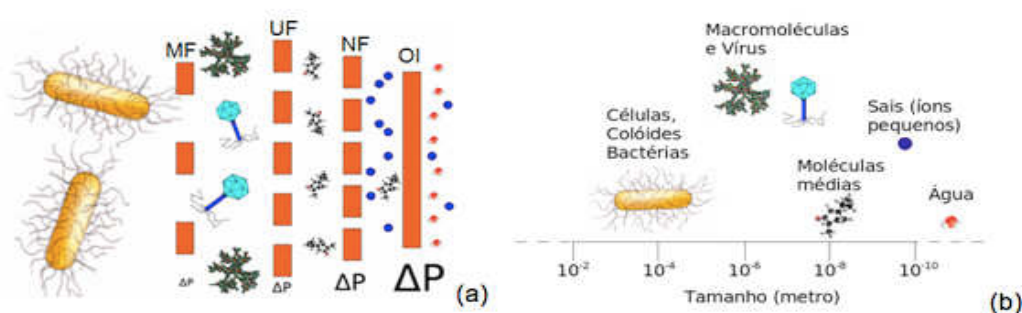 MF
UF
NF
OI
ΔP
ΔP
ΔP
ΔP
(a)
Macromoléculas
e Vírus
Células,
Colóides
Bactérias
Sais (íons
pequenos)
Moléculas
médias
Água
10⁻²
10⁻⁴
10⁻⁶
10⁻⁸
10⁻¹⁰
Tamanho (metro)
(b)